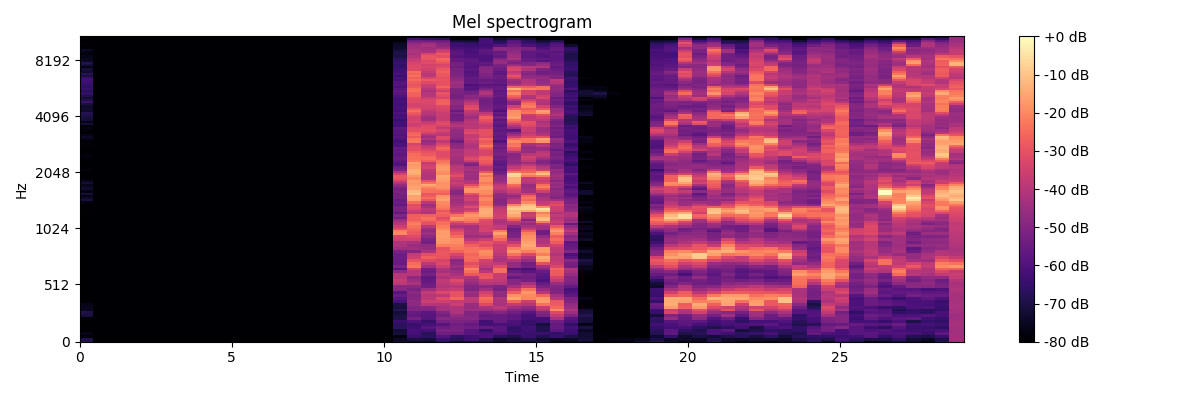 Mel spectrogram
+0 dB
8192
-10 dB
-20 dB
4096
-30 dB
2048
-40 dB
Hz
1024
-50 dB
-60 dB
512
-70 dB
0
-80 dB
0 5 10 15 20 25
Time